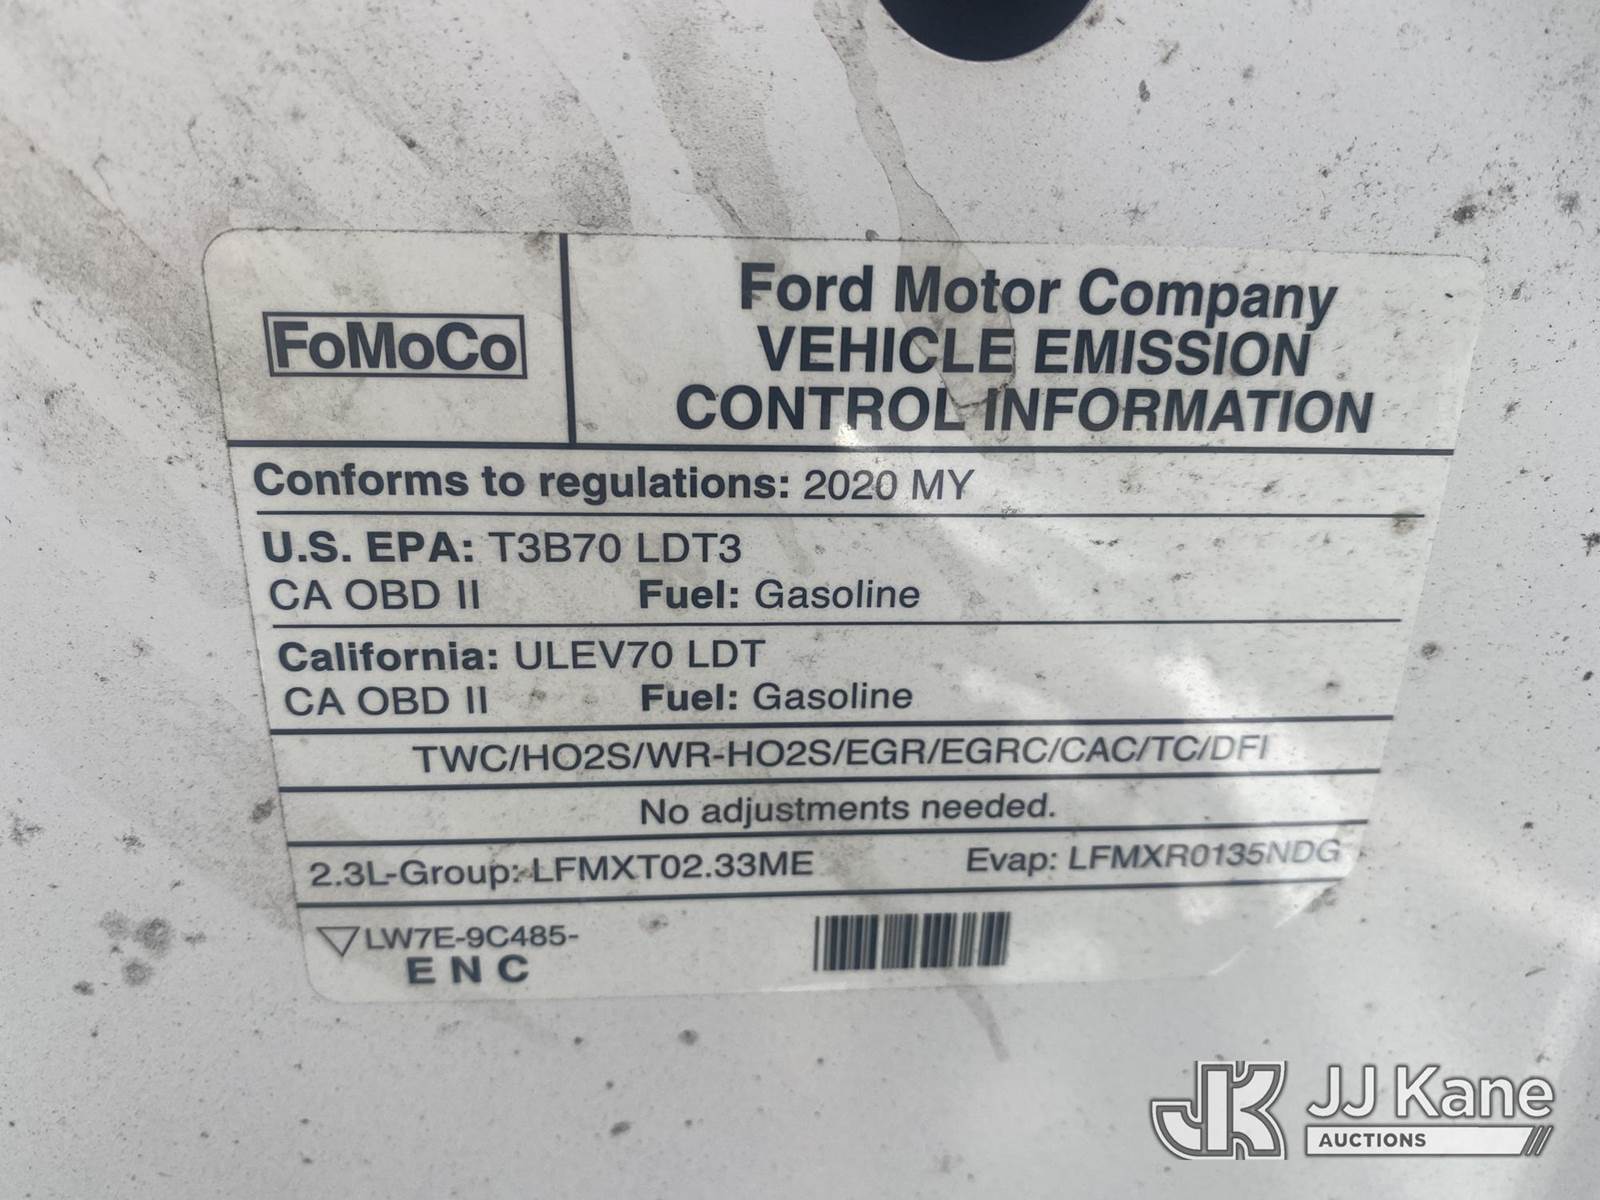 FoMoCo
Ford Motor Company
VEHICLE EMISSION
CONTROL INFORMATION
Conforms to regulations: 2020 MY
U.S. EPA: T3B70 LDT3
CA OBD II Fuel: Gasoline
California: ULEV70 LDT
CA OBD II Fuel: Gasoline
TWC/HO2S/WR-HO2S/EGR/EGRC/CAC/TC/DFI
No adjustments needed.
2.3L-Group: LFMXT02.33ME Evap: LFMXR0135NDG
LW7E-9C485-
E N C
JK JJ Kane
AUCTIONS